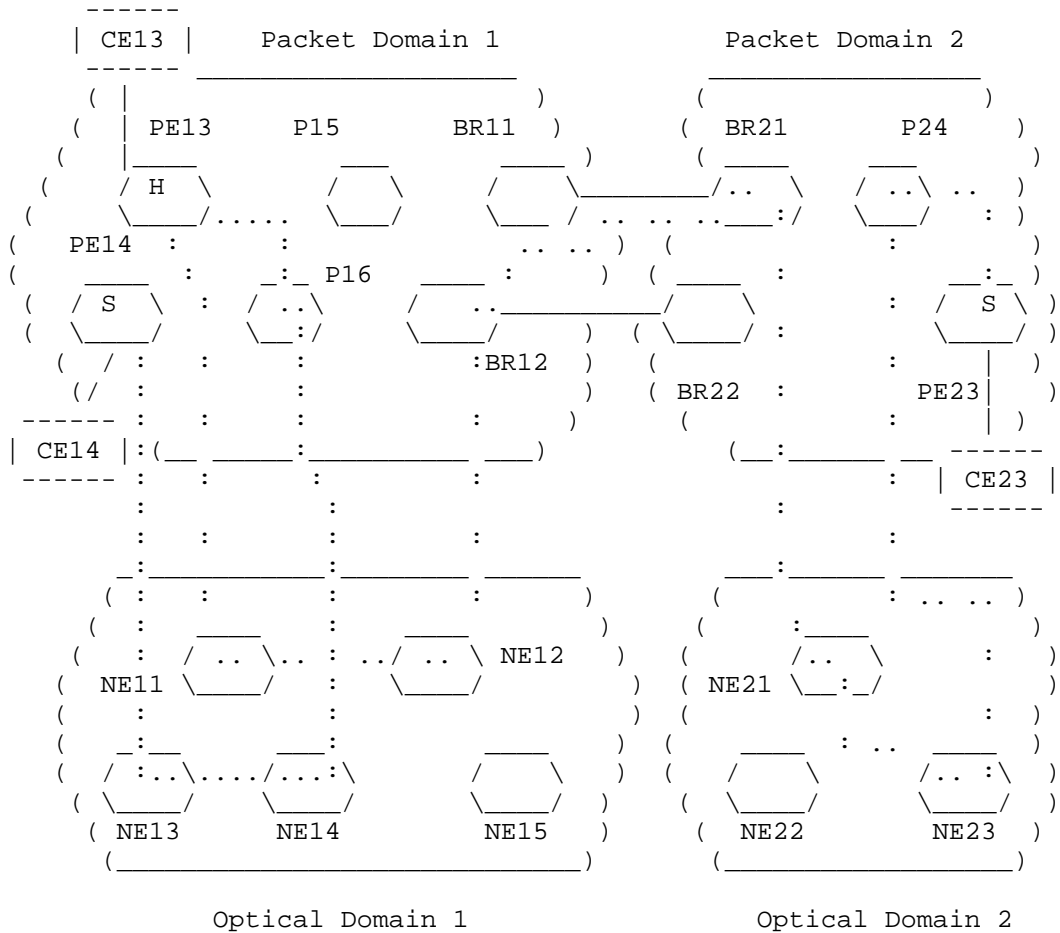 CE13 Packet Domain 1 Packet Domain 2
PE13 P15 BR11 BR21 P24
H
PE14
P16
S S
BR12
BR22 PE23
CE14
CE23
NE12
NE11 NE21
NE13 NE14 NE15 NE22 NE23
Optical Domain 1 Optical Domain 2